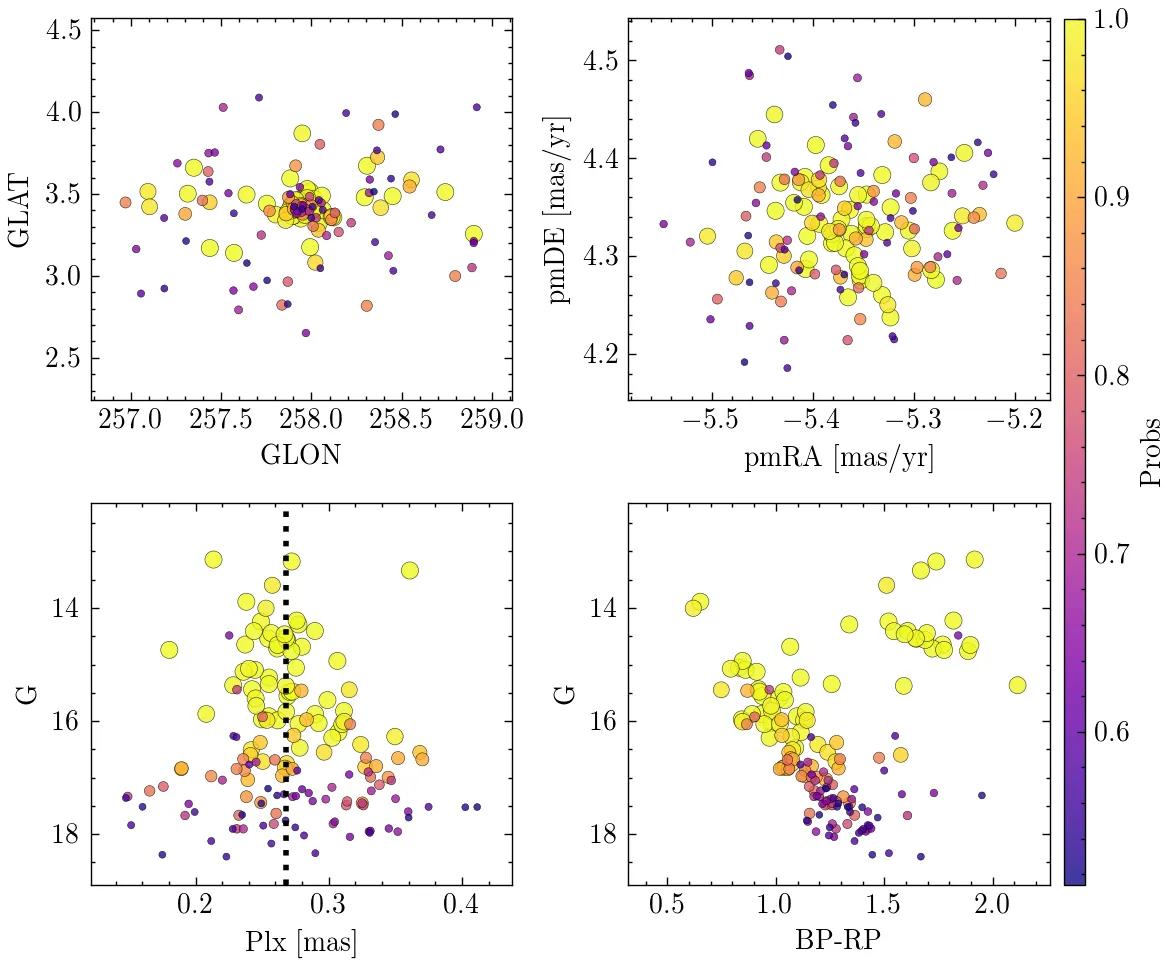 4.5
4.0
3.5
3.0
2.5
GLAT
257.0 257.5 258.0 258.5 259.0
GLON
4.5
4.4
4.3
4.2
pmDE [mas/yr]
−5.5 −5.4 −5.3 −5.2
pmRA [mas/yr]
14
16
18
G
0.2 0.3 0.4
Plx [mas]
14
16
18
G
0.5 1.0 1.5 2.0
BP-RP
1.0
0.9
0.8
0.7
0.6
Probs